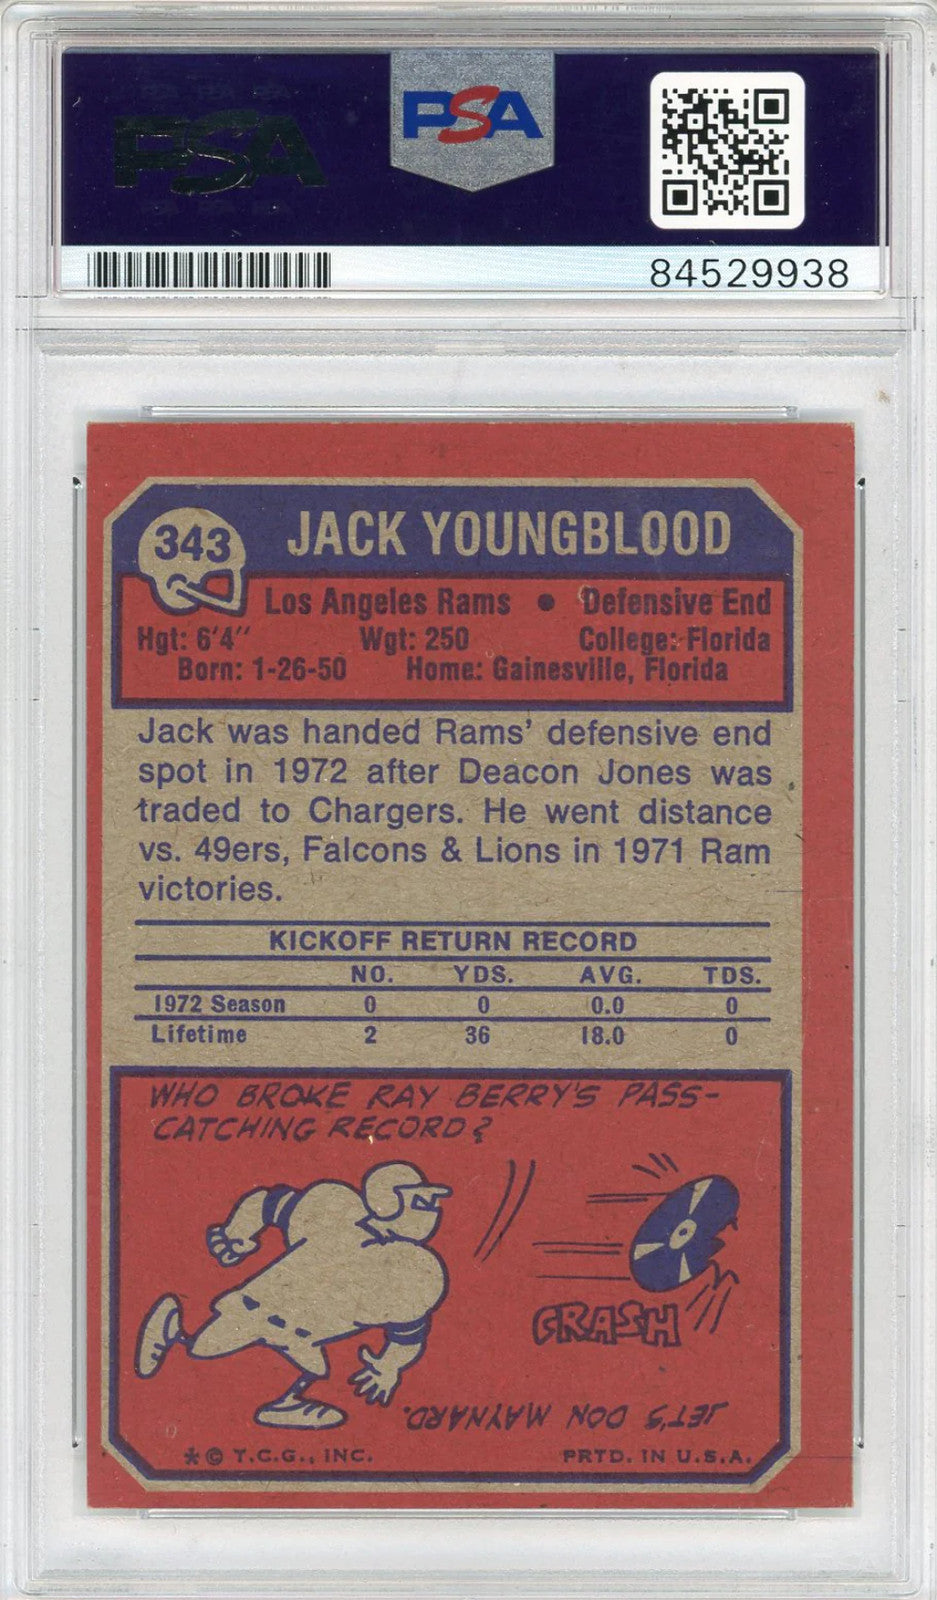 PSA
PSA
84529938
343
JACK YOUNGBLOOD
Los Angeles Rams • Defensive End
Hgt: 6'4" Wgt: 250 College: Florida
Born: 1-26-50 Home: Gainesville, Florida
Jack was handed Rams' defensive end
spot in 1972 after Deacon Jones was
traded to Chargers. He went distance
vs. 49ers, Falcons & Lions in 1971 Ram
victories.
KICKOFF RETURN RECORD
NO. YDS. AVG. TDS.
1972 Season 0 0 0.0 0
Lifetime 2 36 18.0 0
WHO BROKE RAY BERRY'S PASS-
CATCHING RECORD?
CRASH
JET'S DON MAYNARD.
* © T.C.G., INC. PRTD. IN U.S.A.